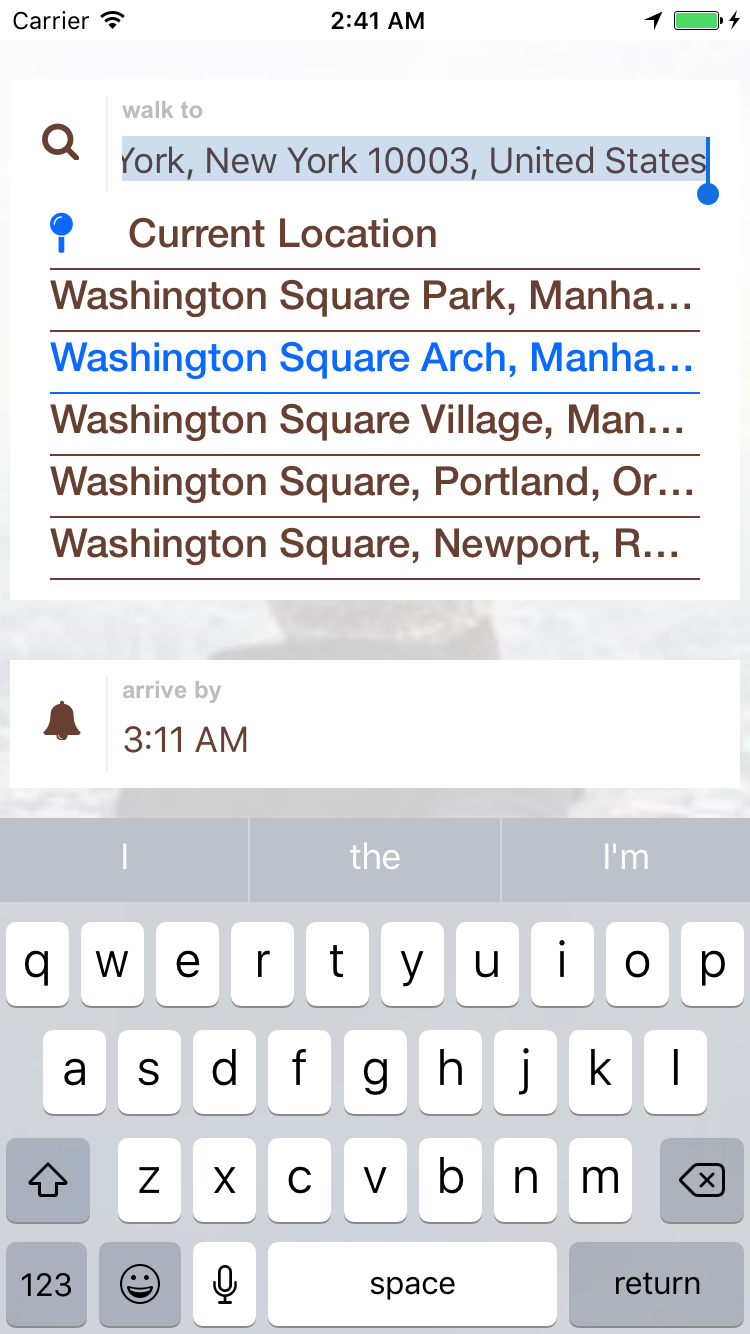 Carrier 2:41 AM
walk to
York, New York 10003, United States
Current Location
Washington Square Park, Manha...
Washington Square Arch, Manha...
Washington Square Village, Man...
Washington Square, Portland, Or...
Washington Square, Newport, R...
arrive by
3:11 AM
I the I'm
q w e r t y u i o p
a s d f g h j k l
z x c v b n m
123 space return